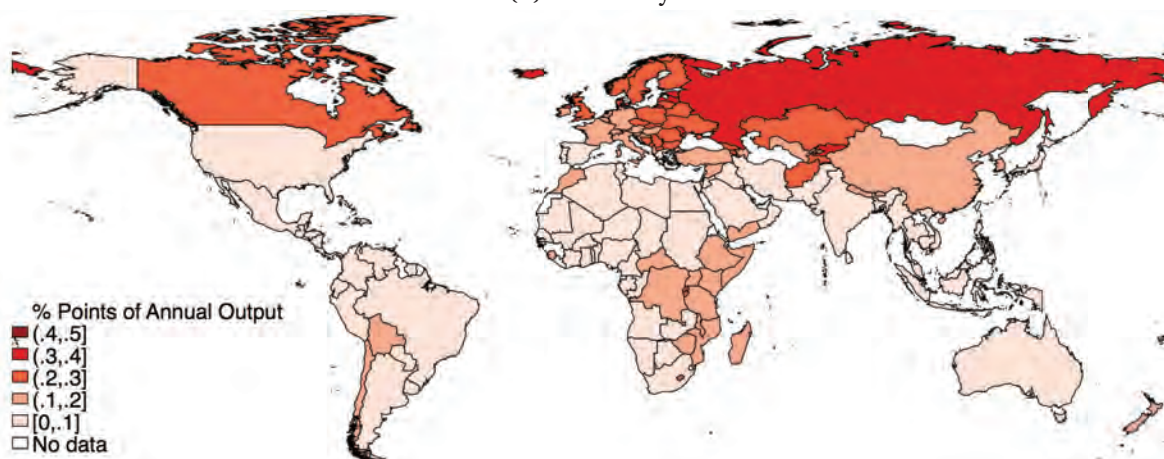 % Points of Annual Output
(.4,.5]
(.3,.4]
(.2,.3]
(.1,.2]
[0,.1]
No data